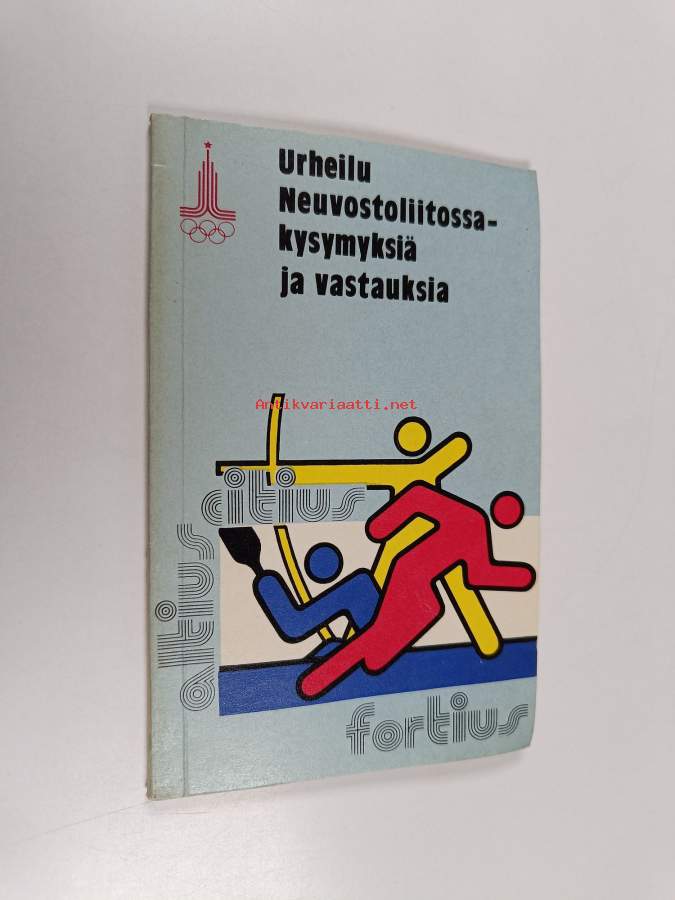 Urheilu
Neuvostoliitossa-
kysymyksiä
ja vastauksia
Antikvariaatti.net
citius
altius
fortius